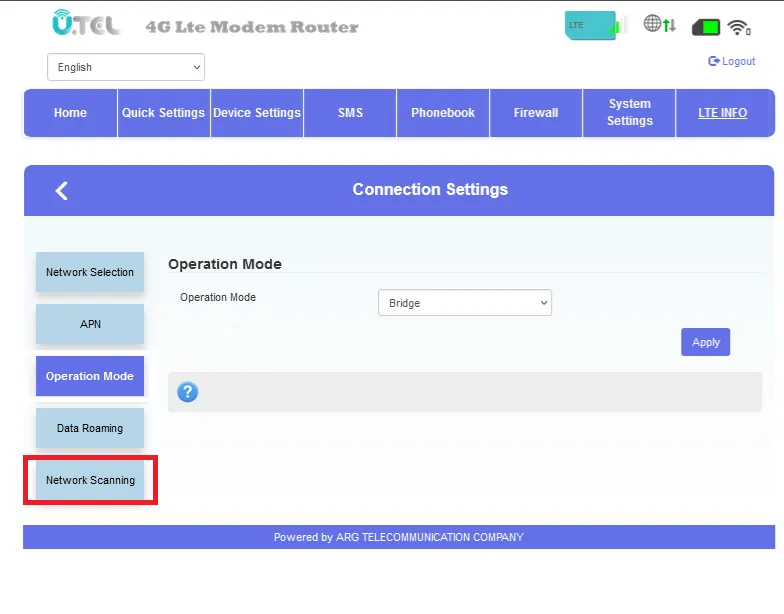 U.TEL 4G Lte Modem Router
LTE
English
Logout
Home Quick Settings Device Settings SMS Phonebook Firewall System Settings LTE INFO
Connection Settings
Network Selection
APN
Operation Mode
Data Roaming
Network Scanning
Operation Mode
Operation Mode Bridge
Apply
?
Powered by ARG TELECOMMUNICATION COMPANY